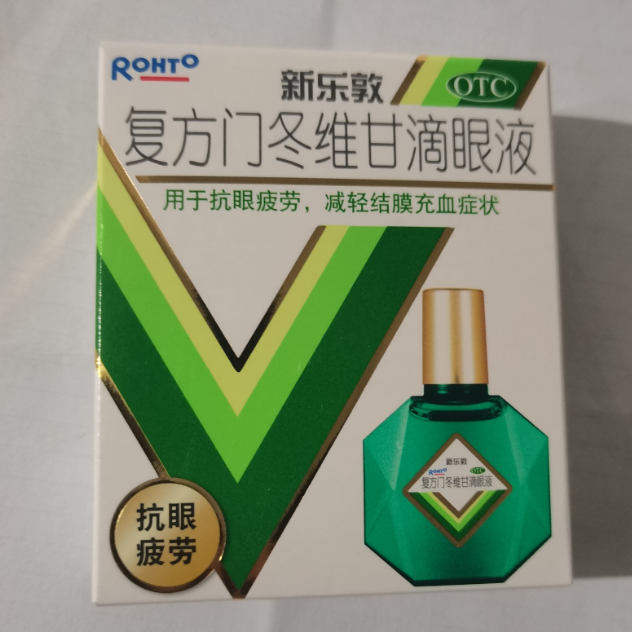 ROHTO
新乐敦
OTC
复方门冬维甘滴眼液
用于抗眼疲劳，减轻结膜充血症状
新乐敦
ROHTO
OTC
复方门冬维甘滴眼液
抗眼
疲劳